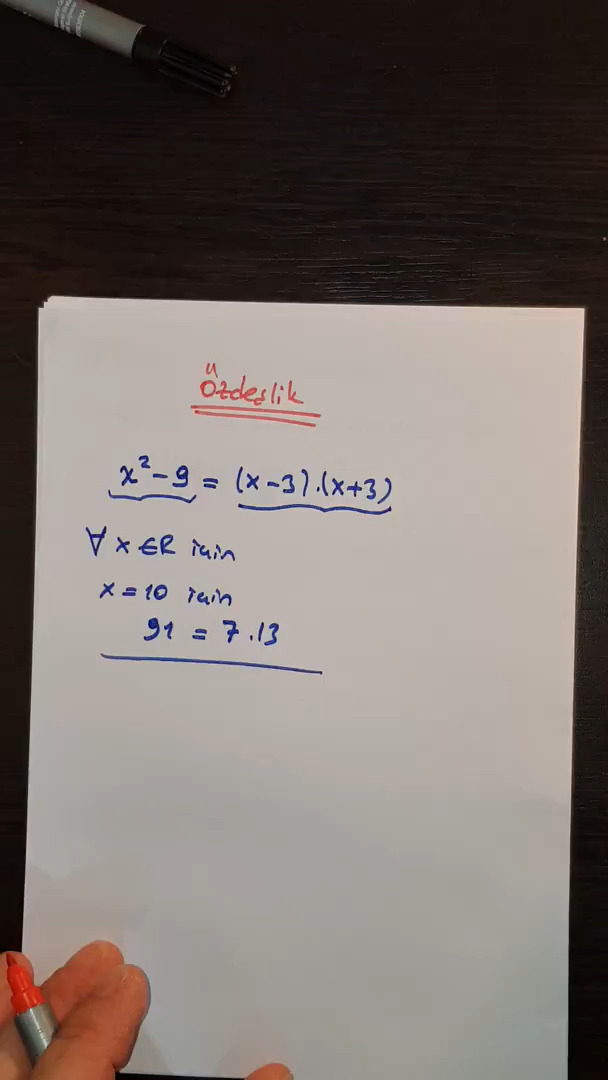 Özdeşlik
x² - 9 = (x-3).(x+3)
∀ x ∈ R için
x = 10 için
91 = 7.13